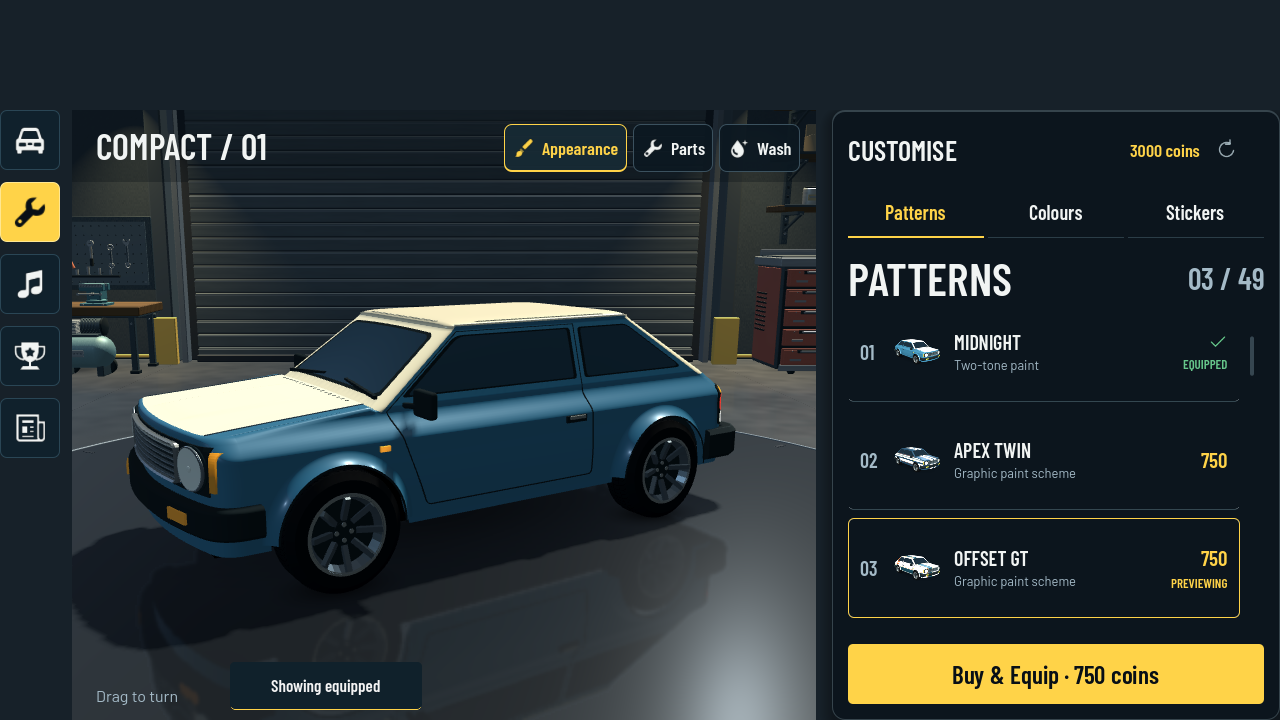 COMPACT / 01
Appearance
Parts
Wash
Drag to turn
Showing equipped
CUSTOMISE
3000 coins
Patterns
Colours
Stickers
PATTERNS
03 / 49
01
MIDNIGHT
Two-tone paint
EQUIPPED
02
APEX TWIN
Graphic paint scheme
750
03
OFFSET GT
Graphic paint scheme
750
PREVIEWING
Buy & Equip · 750 coins